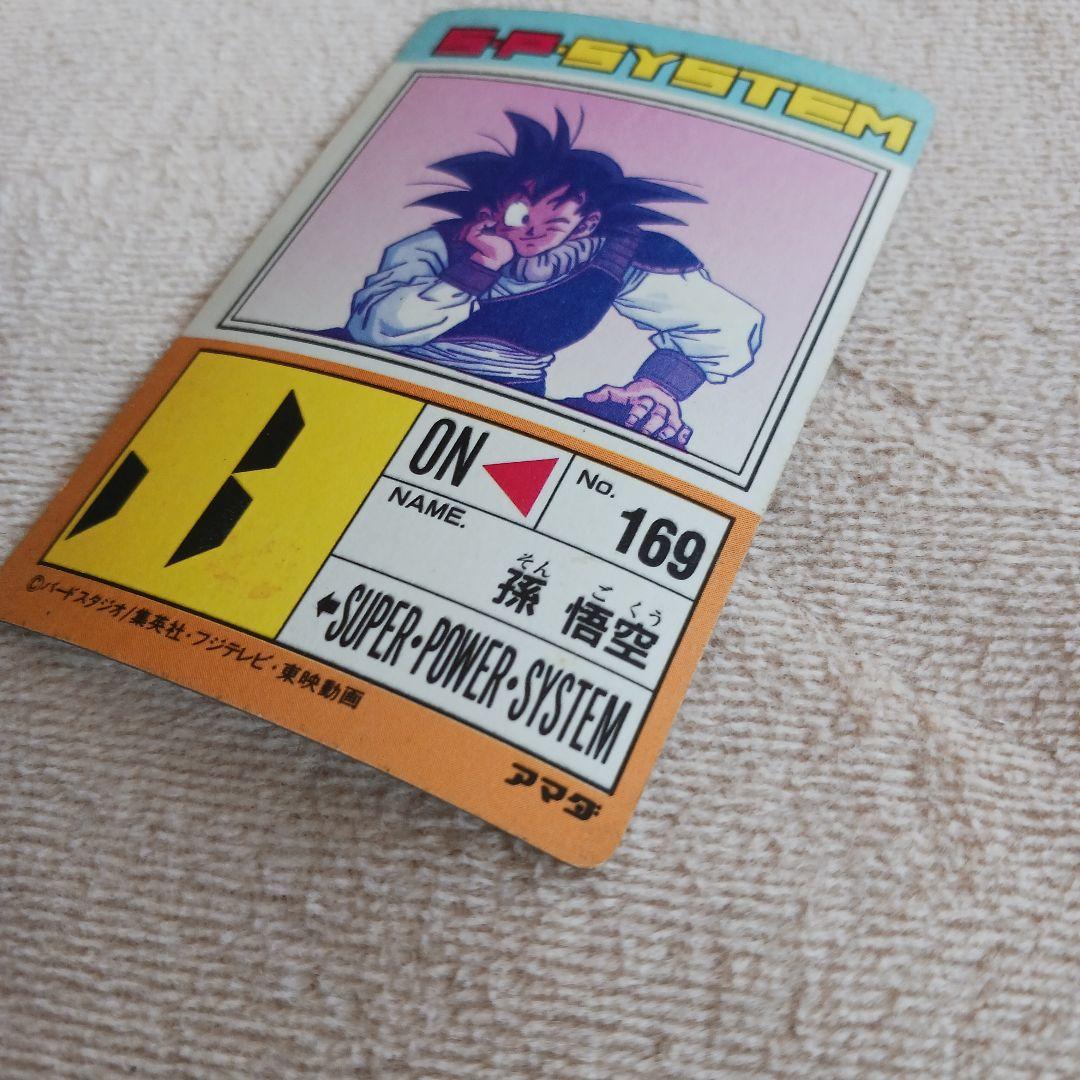 S・P・SYSTEM
ON
No.
169
NAME.
そん ご くう
孫 悟空
SUPER・POWER・SYSTEM
©バードスタジオ/集英社・フジテレビ・東映動画
アマダ